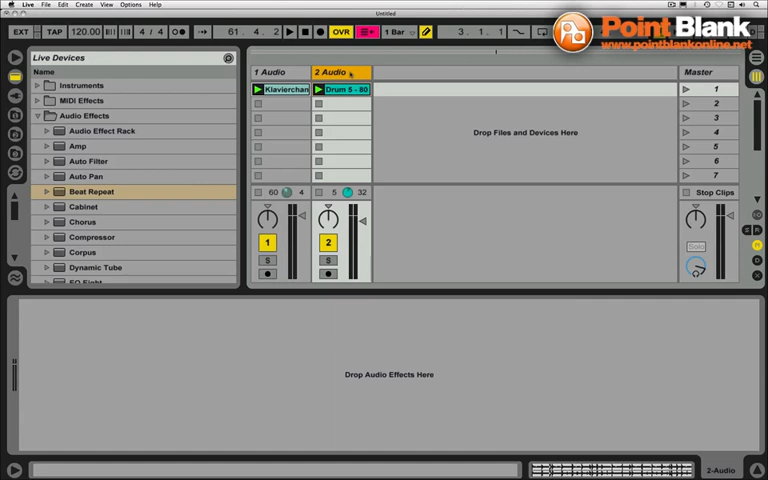 Live File Edit Create View Options Help
Untitled
EXT TAP 120.00 4 / 4 61. 4. 2 OVR 1 Bar 3. 1. 1
Point Blank
www.pointblankonline.net
Live Devices
Name
Instruments
MIDI Effects
Audio Effects
Audio Effect Rack
Amp
Auto Filter
Auto Pan
Beat Repeat
Cabinet
Chorus
Compressor
Corpus
Dynamic Tube
EQ Eight
1 Audio 2 Audio Master
Klavierchan Drum 5 - 80 1
2
3
Drop Files and Devices Here 4
5
6
7
60 4 5 32 Stop Clips
1 2 Solo
S S
Drop Audio Effects Here
2-Audio